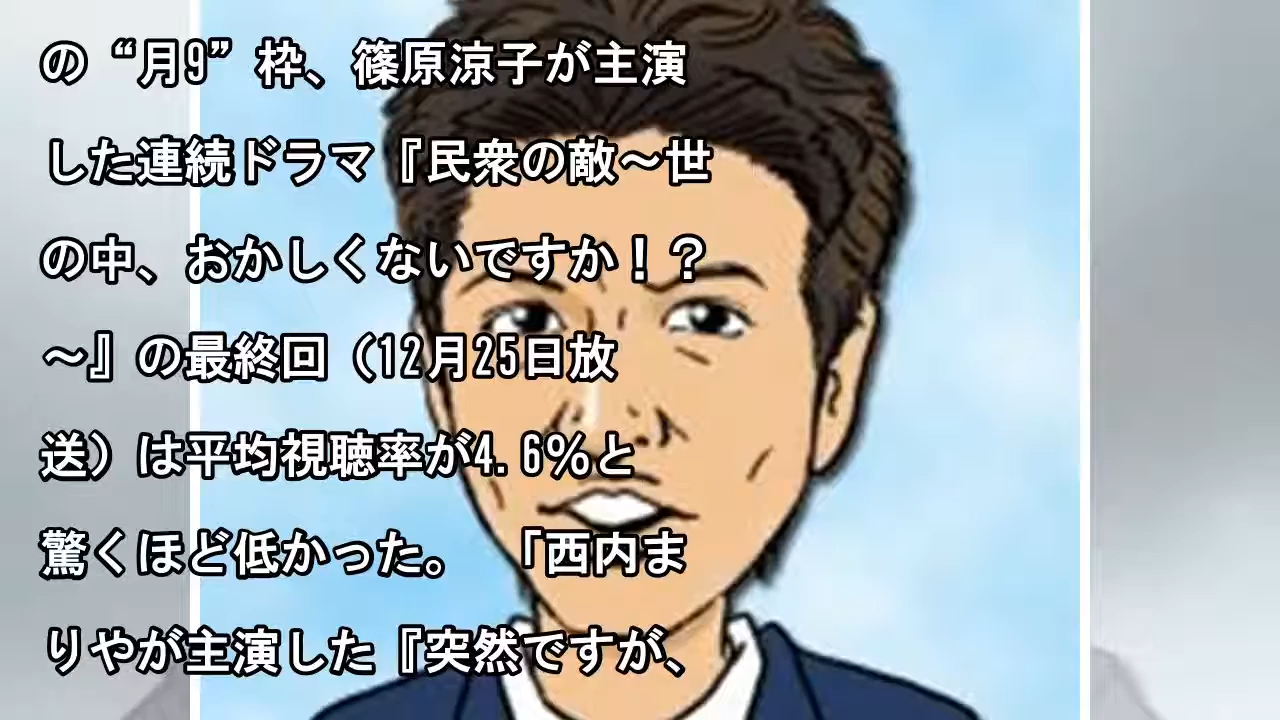 の“月9”枠、篠原涼子が主演
した連続ドラマ『民衆の敵～世
の中、おかしくないですか！？
～』の最終回（12月25日放
送）は平均視聴率が4.6％と
驚くほど低かった。　「西内ま
りやが主演した『突然ですが、